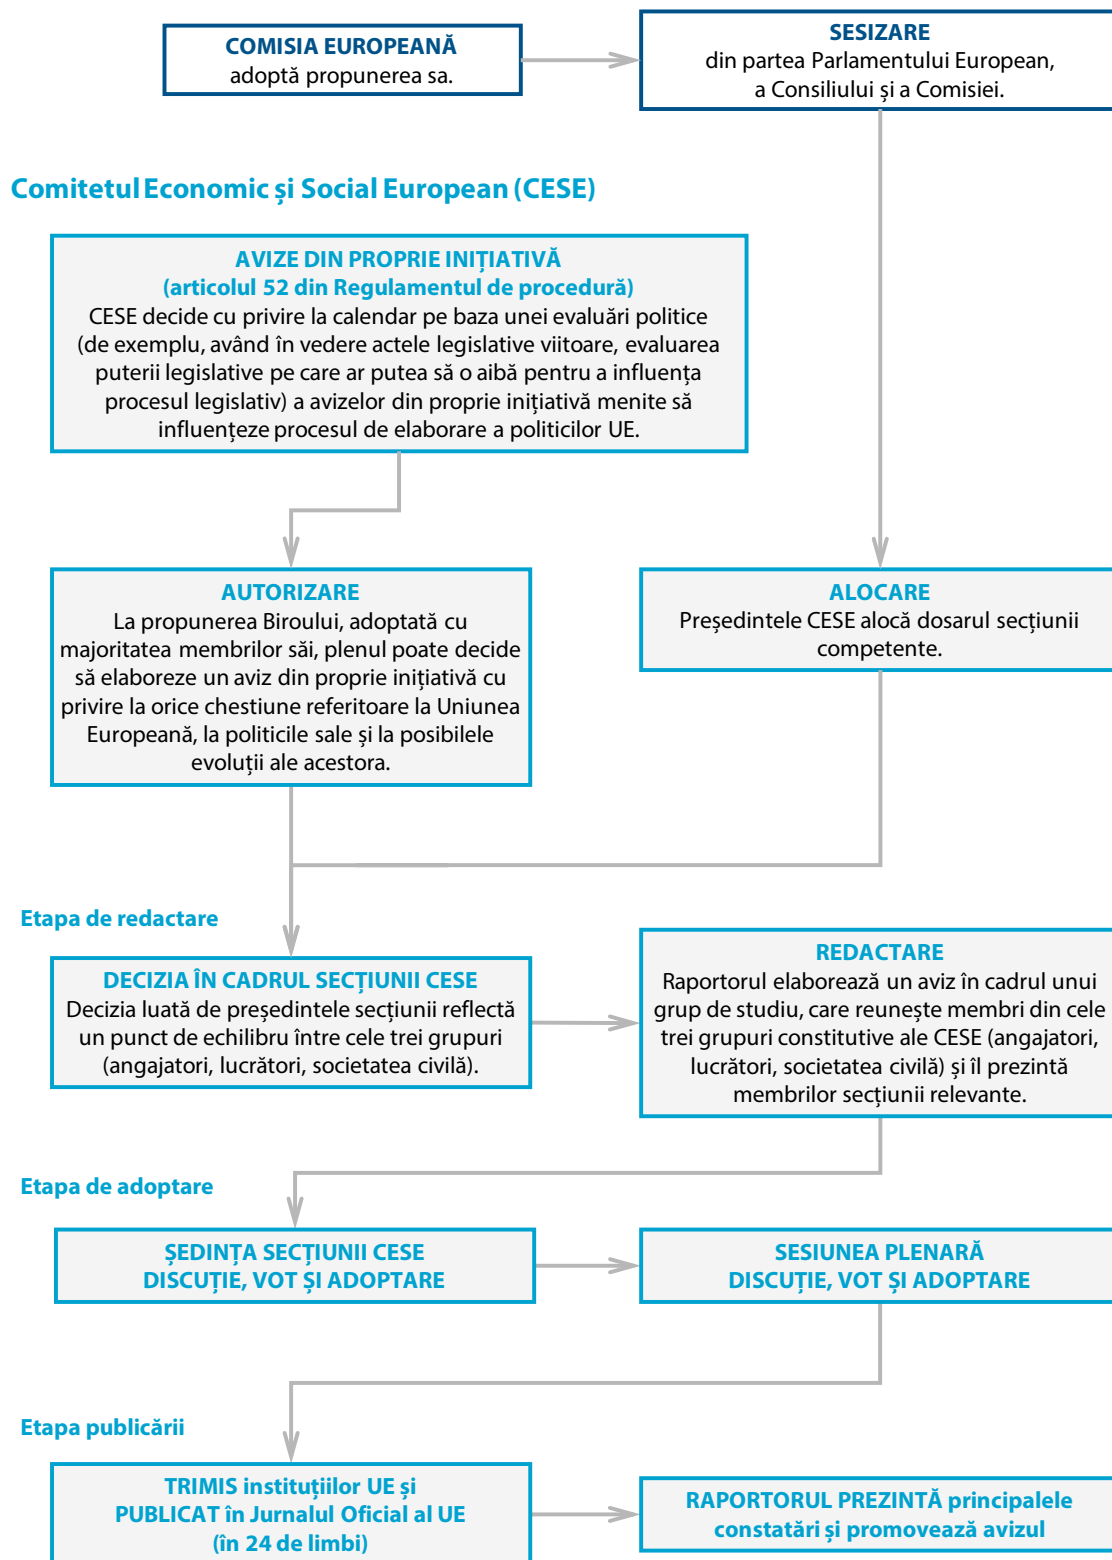 COMISIA EUROPEANĂ
adoptă propunerea sa.
SESIZARE
din partea Parlamentului European,
a Consiliului și a Comisiei.
Comitetul Economic și Social European (CESE)
AVIZE DIN PROPRIE INIȚIATIVĂ
(articolul 52 din Regulamentul de procedură)
CESE decide cu privire la calendar pe baza unei evaluări politice
(de exemplu, având în vedere actele legislative viitoare, evaluarea
puterii legislative pe care ar putea să o aibă pentru a influența
procesul legislativ) a avizelor din proprie inițiativă menite să
influențeze procesul de elaborare a politicilor UE.
AUTORIZARE
La propunerea Biroului, adoptată cu
majoritatea membrilor săi, plenul poate decide
să elaboreze un aviz din proprie inițiativă cu
privire la orice chestiune referitoare la Uniunea
Europeană, la politicile sale și la posibilele
evoluții ale acestora.
ALOCARE
Președintele CESE alocă dosarul secțiunii
competente.
Etapa de redactare
DECIZIA ÎN CADRUL SECȚIUNII CESE
Decizia luată de președintele secțiunii reflectă
un punct de echilibru între cele trei grupuri
(angajatori, lucrători, societatea civilă).
REDACTARE
Raportorul elaborează un aviz în cadrul unui
grup de studiu, care reunește membri din cele
trei grupuri constitutive ale CESE (angajatori,
lucrători, societatea civilă) și îl prezintă
membrilor secțiunii relevante.
Etapa de adoptare
ȘEDINȚA SECȚIUNII CESE
DISCUȚIE, VOT ȘI ADOPTARE
SESIUNEA PLENARĂ
DISCUȚIE, VOT ȘI ADOPTARE
Etapa publicării
TRIMIS instituțiilor UE și
PUBLICAT în Jurnalul Oficial al UE
(în 24 de limbi)
RAPORTORUL PREZINTĂ principalele
constatări și promovează avizul